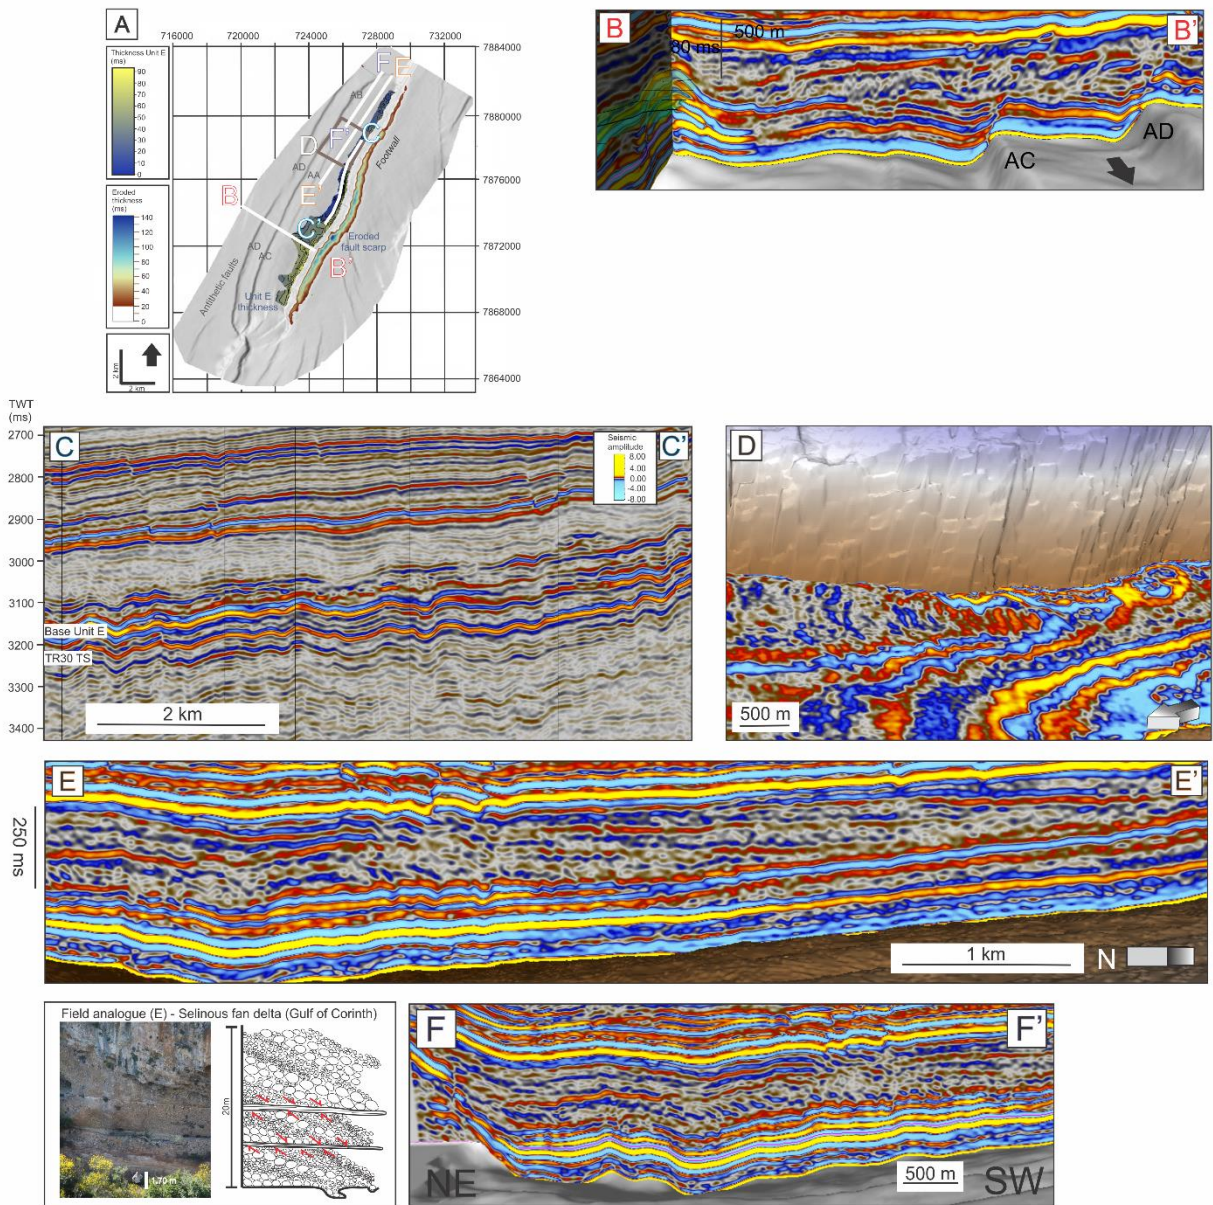 A
716000 720000 724000 728000 732000
7884000
7880000
7876000
7872000
7868000
7864000
Thickness Unit E
(ms)
90
80
70
60
50
40
30
20
10
0
Eroded
thickness
(ms)
140
120
100
80
60
40
20
0
2 km
2 km
F E
AB
C
F'
D
Footwall
AD
AA
E'
B
C'
AD
AC
Eroded
fault scarp
B'
Antithetic faults
Unit E
thickness
B
500 m
80 ms
B'
AC
AD
TWT
(ms)
2700
2800
2900
3000
3100
3200
3300
3400
C
C'
Seismic
amplitude
8.00
4.00
0.00
-4.00
-8.00
Base Unit E
TR30 TS
2 km
D
500 m
E
E'
250 ms
1 km
N
Field analogue (E) - Selinous fan delta (Gulf of Corinth)
1.70 m
20m
F
F'
NE
500 m
SW